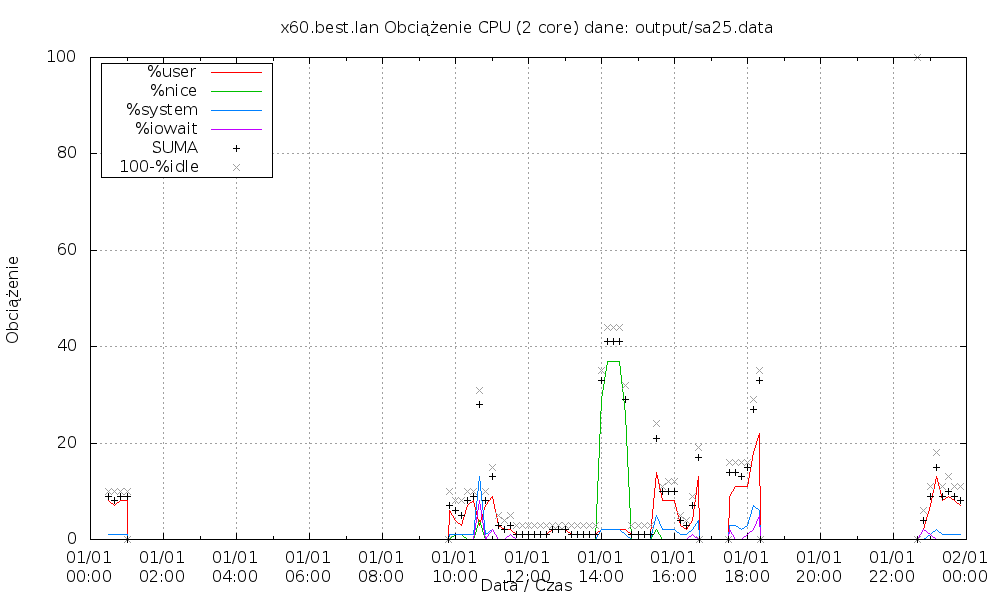 x60.best.lan Obciążenie CPU (2 core) dane: output/sa25.data
100
80
60
40
20
0
Obciążenie
%user
%nice
%system
%iowait
SUMA
100-%idle
01/01 01/01 01/01 01/01 01/01 01/01 01/01 01/01 01/01 01/01 01/01 01/01 01/01
00:00 02:00 04:00 06:00 08:00 10:00 12:00 14:00 16:00 18:00 20:00 22:00 00:00
Data / Czas